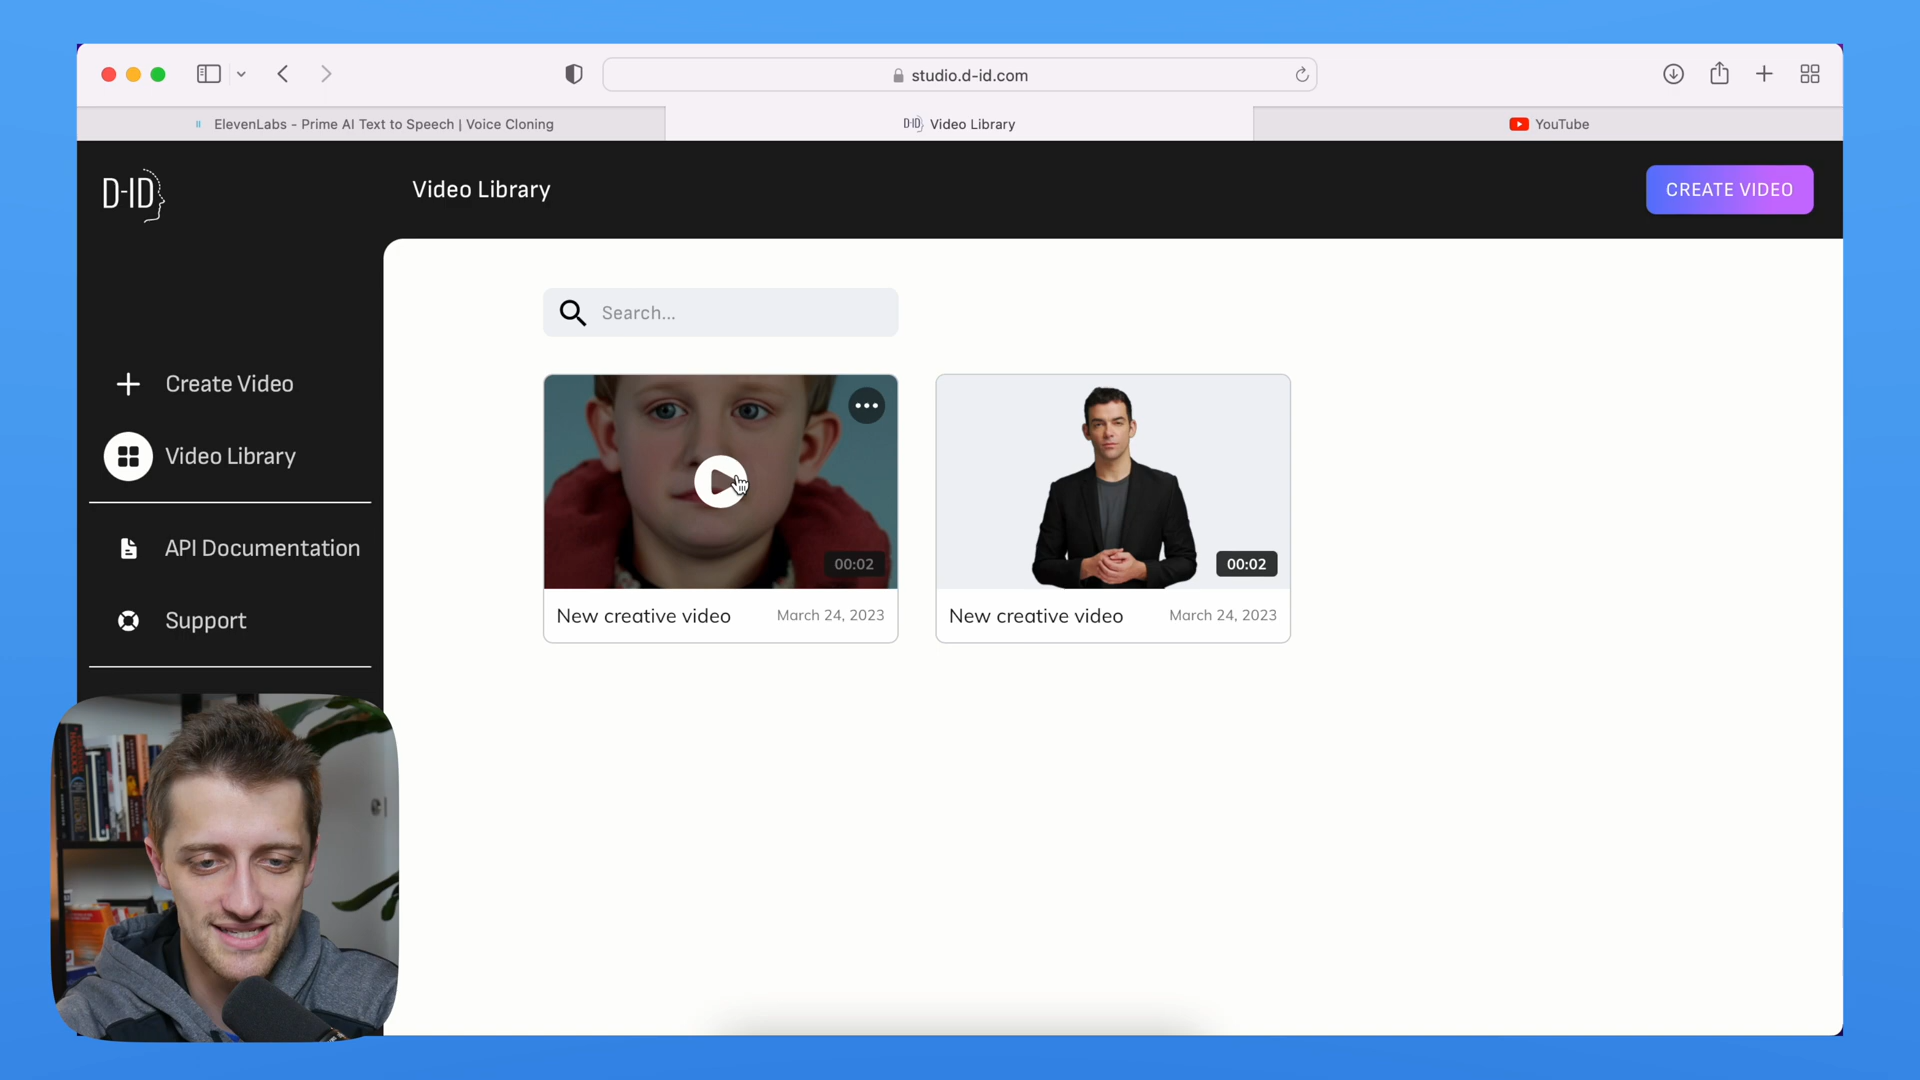 studio.d-id.com
ElevenLabs - Prime AI Text to Speech | Voice Cloning
D-ID Video Library
YouTube
D-ID
Video Library
CREATE VIDEO
Search...
Create Video
Video Library
API Documentation
Support
00:02
00:02
New creative video
March 24, 2023
New creative video
March 24, 2023